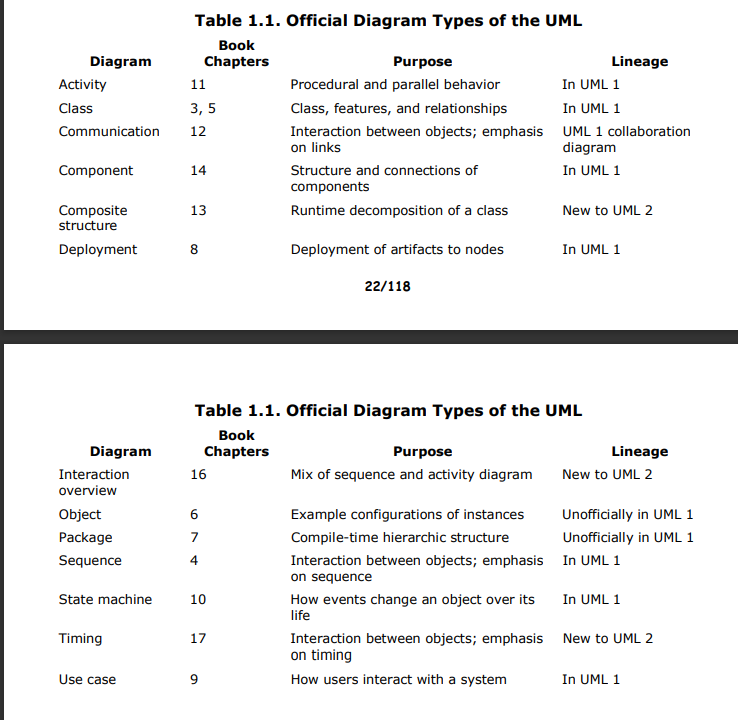 Table 1.1. Official Diagram Types of the UML
Book
Diagram Chapters Purpose Lineage
Activity 11 Procedural and parallel behavior In UML 1
Class 3, 5 Class, features, and relationships In UML 1
Communication 12 Interaction between objects; emphasis UML 1 collaboration
on links diagram
Component 14 Structure and connections of In UML 1
components
Composite 13 Runtime decomposition of a class New to UML 2
structure
Deployment 8 Deployment of artifacts to nodes In UML 1
22/118
Table 1.1. Official Diagram Types of the UML
Book
Diagram Chapters Purpose Lineage
Interaction 16 Mix of sequence and activity diagram New to UML 2
overview
Object 6 Example configurations of instances Unofficially in UML 1
Package 7 Compile-time hierarchic structure Unofficially in UML 1
Sequence 4 Interaction between objects; emphasis In UML 1
on sequence
State machine 10 How events change an object over its In UML 1
life
Timing 17 Interaction between objects; emphasis New to UML 2
on timing
Use case 9 How users interact with a system In UML 1